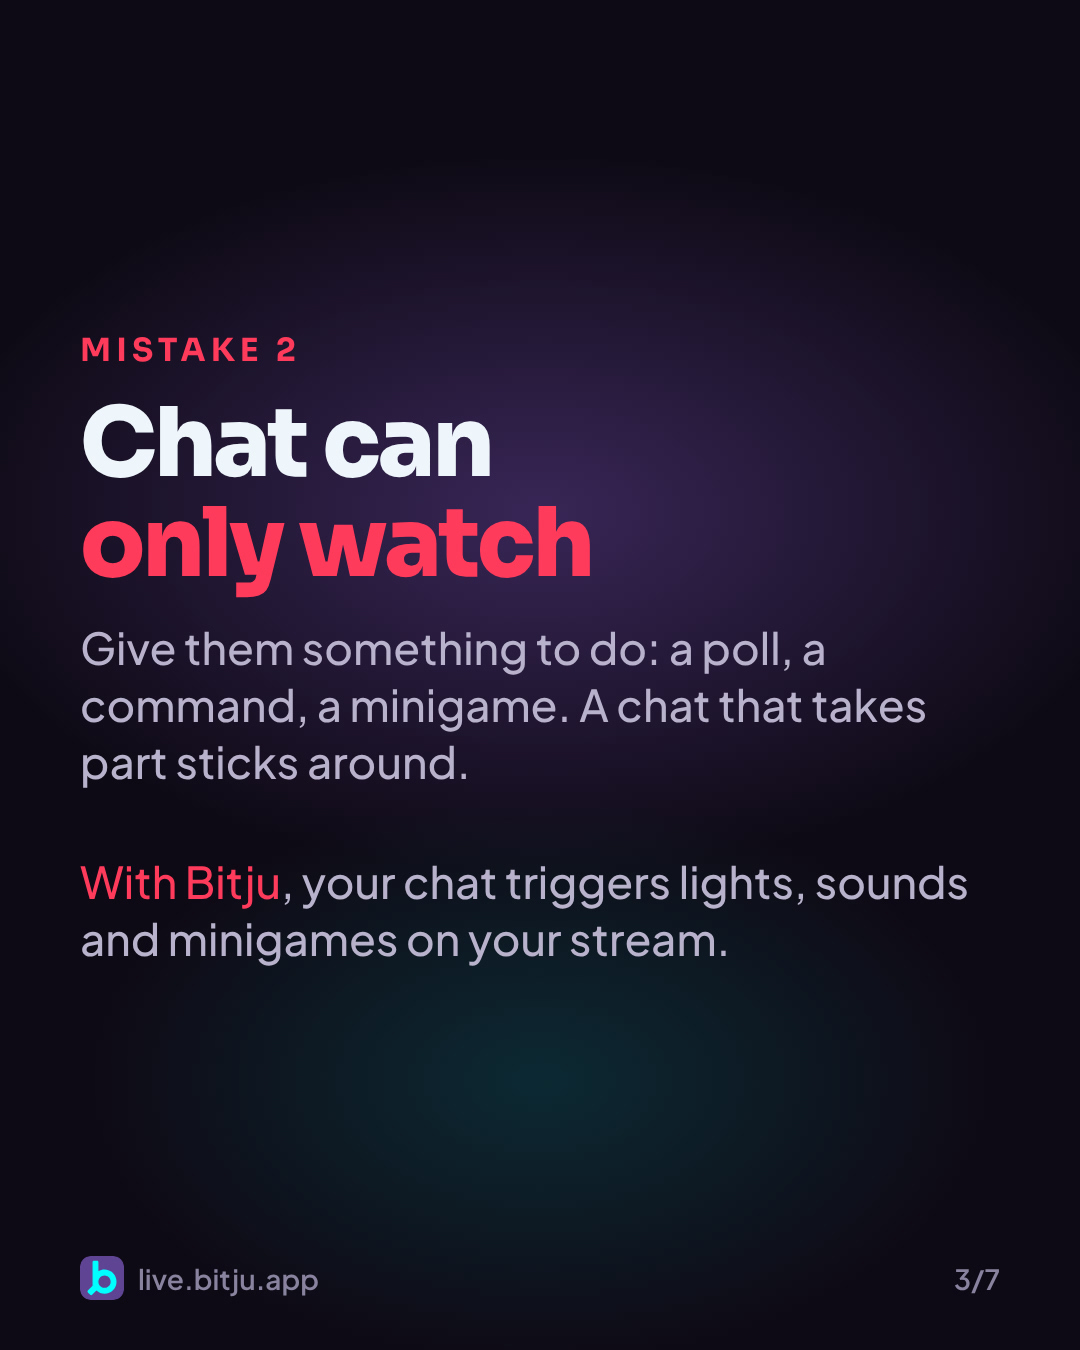 MISTAKE 2
Chat can
only watch
Give them something to do: a poll, a
command, a minigame. A chat that takes
part sticks around.
With Bitju, your chat triggers lights, sounds
and minigames on your stream.
b live.bitju.app
3/7